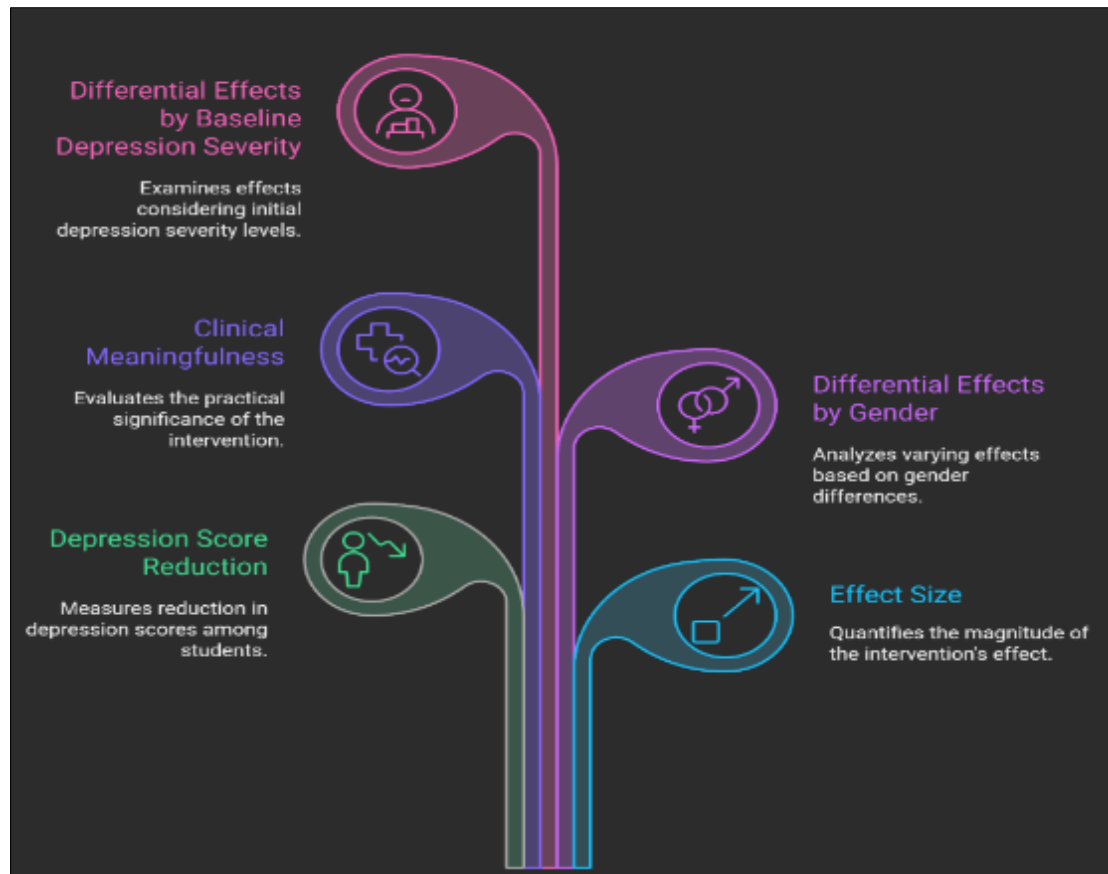 Differential Effects
by Baseline
Depression Severity
Examines effects
considering initial
depression severity levels.
Clinical
Meaningfulness
Evaluates the practical
significance of the
intervention.
Differential Effects
by Gender
Analyzes varying effects
based on gender
differences.
Depression Score
Reduction
Measures reduction in
depression scores among
students.
Effect Size
Quantifies the magnitude of
the intervention's effect.